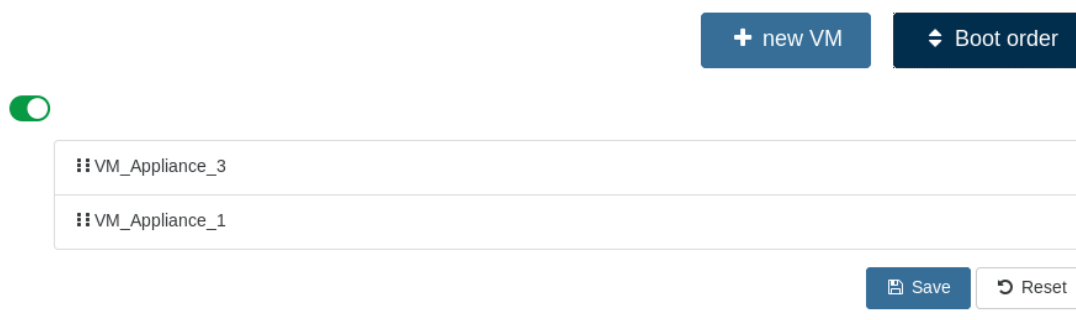 new VM
Boot order
VM_Appliance_3
VM_Appliance_1
Save
Reset